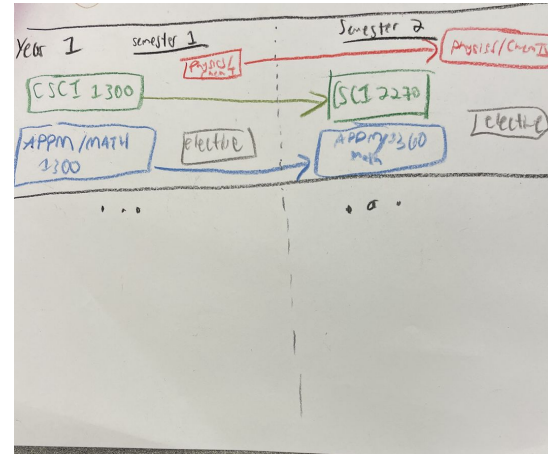 Year 1
semester 1
Semester 2
Physics/
Chem I
Physics/Chem II
CSCI 1300
CSCI 2270
APPM/MATH
1300
elective
APPM
1360
math
elective
...
...